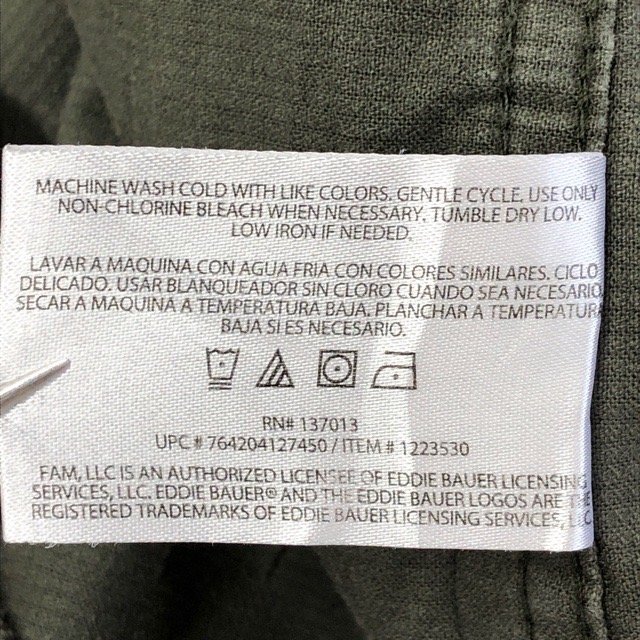 MACHINE WASH COLD WITH LIKE COLORS. GENTLE CYCLE. USE ONLY
NON-CHLORINE BLEACH WHEN NECESSARY. TUMBLE DRY LOW.
LOW IRON IF NEEDED.
LAVAR A MAQUINA CON AGUA FRIA CON COLORES SIMILARES. CICLO
DELICADO. USAR BLANQUEADOR SIN CLORO CUANDO SEA NECESARIO
SECAR A MAQUINA A TEMPERATURA BAJA. PLANCHAR A TEMPERATURA
BAJA SI ES NECESARIO.
RN# 137013
UPC # 764204127450 / ITEM # 1223530
FAM, LLC IS AN AUTHORIZED LICENSEE OF EDDIE BAUER LICENSING
SERVICES, LLC. EDDIE BAUER® AND THE EDDIE BAUER LOGOS ARE THE
REGISTERED TRADEMARKS OF EDDIE BAUER LICENSING SERVICES, LLC